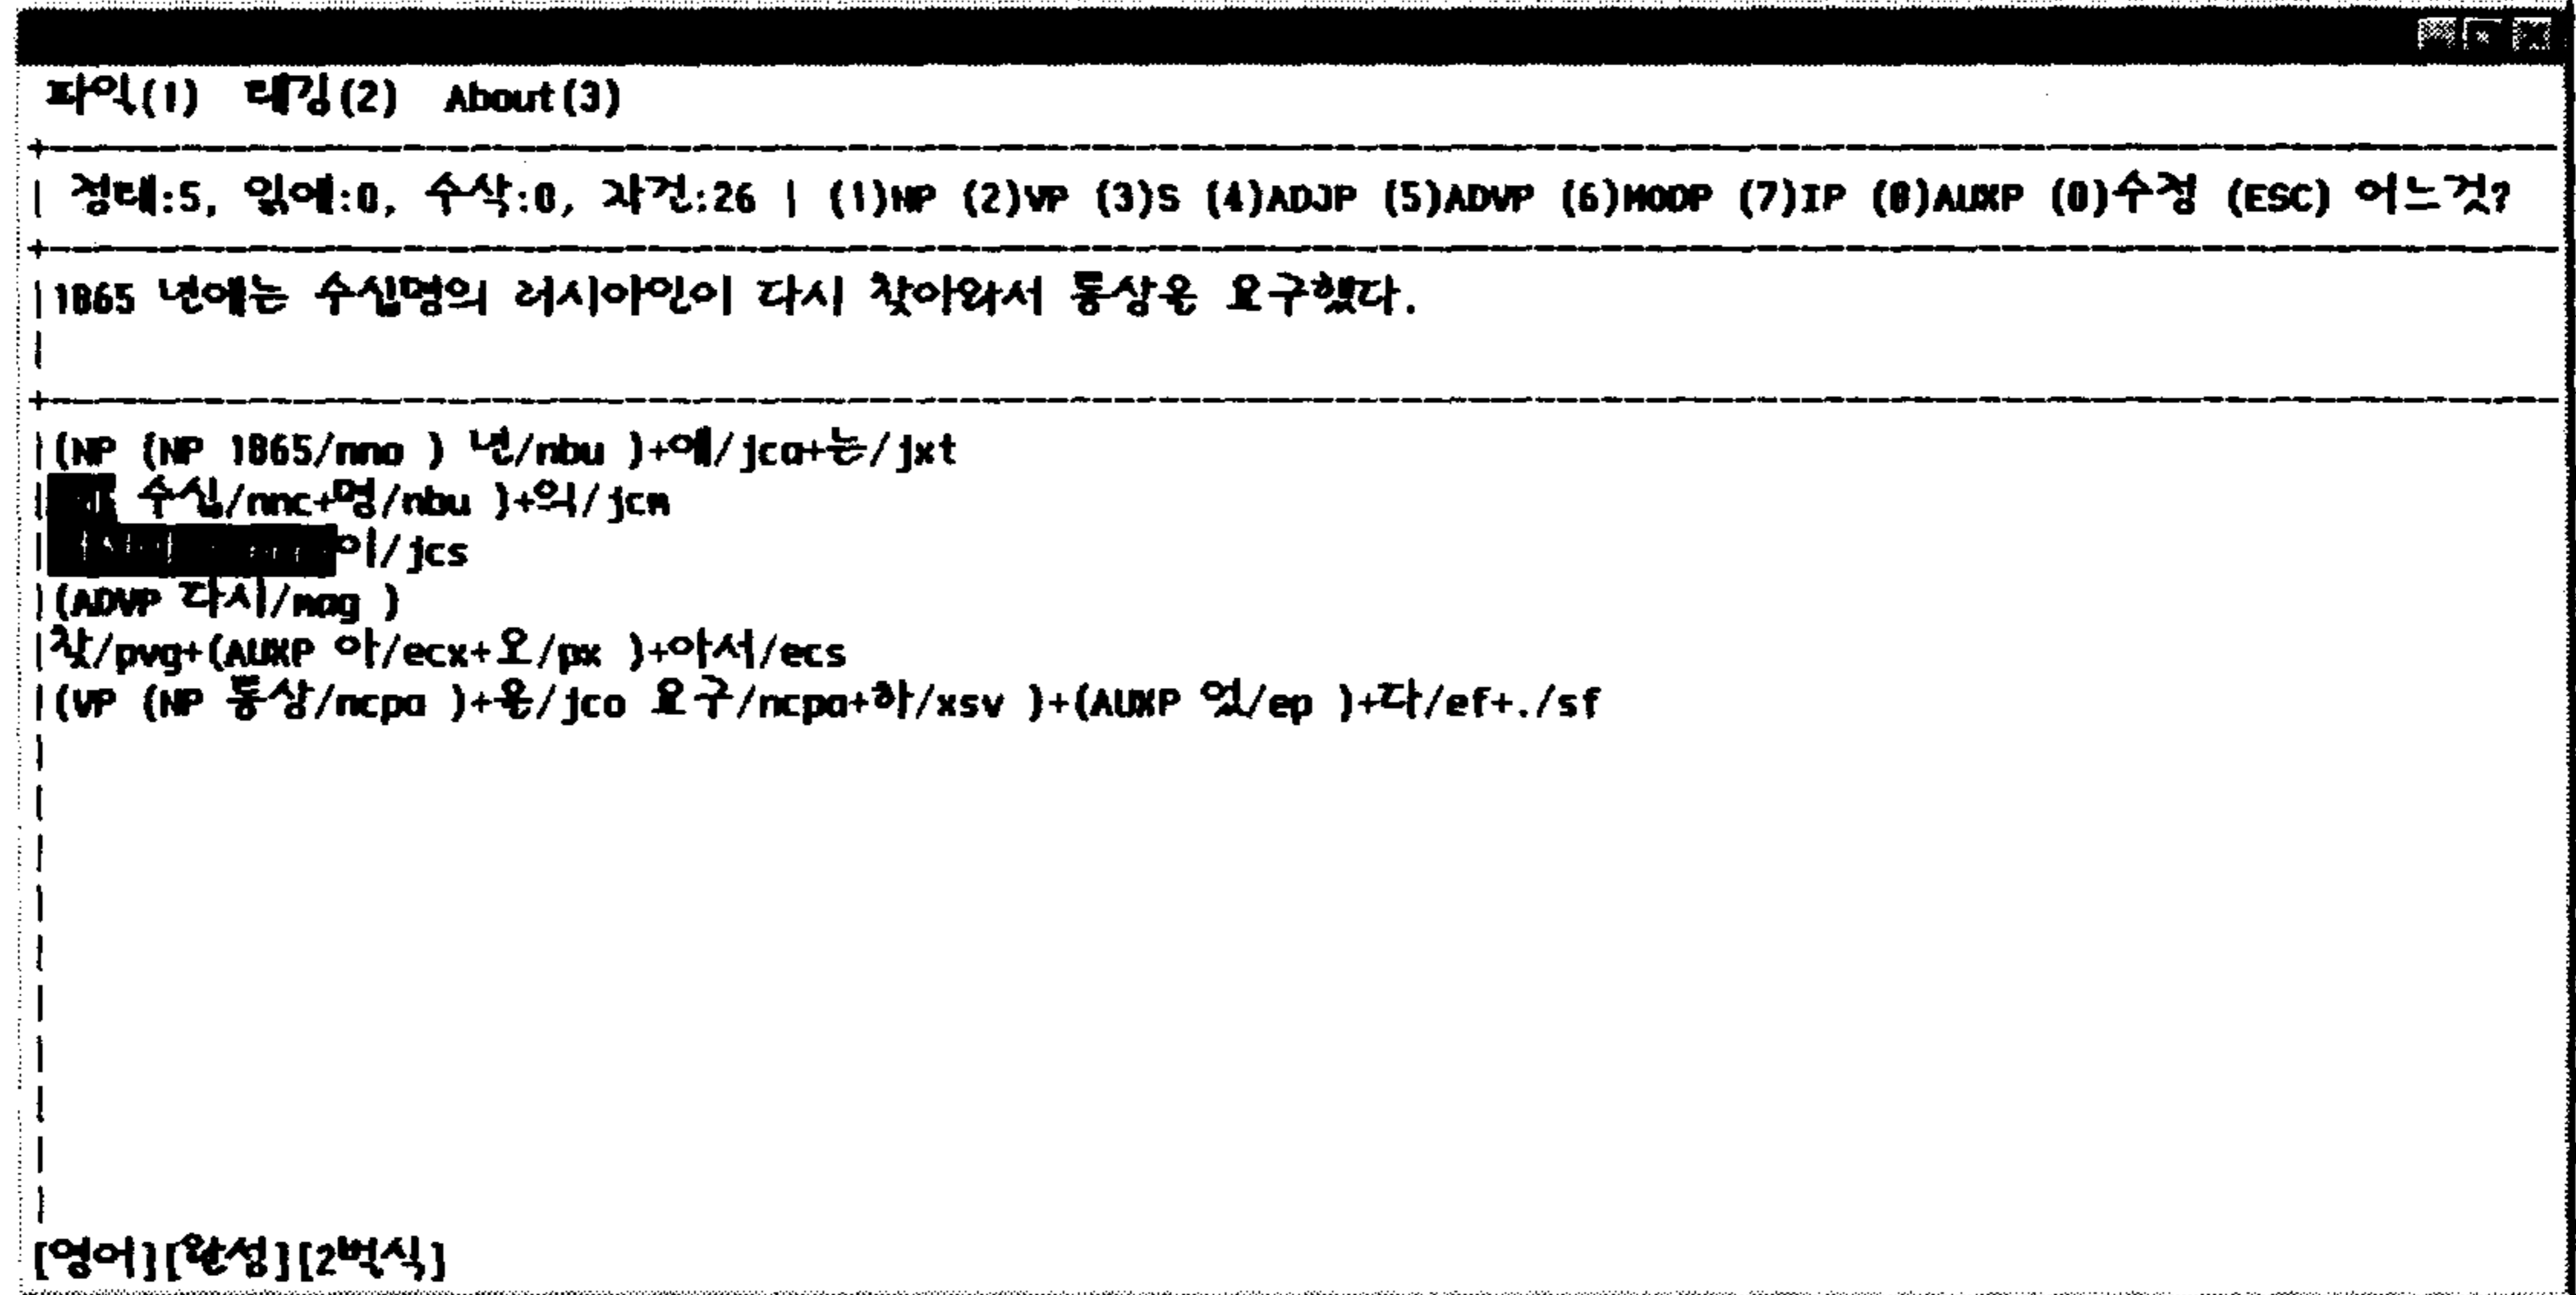 파일(1) 태깅(2) About(3)
정태:5, 잃에:0, 수삭:0, 사건:26 | (1)NP (2)VP (3)S (4)ADJP (5)ADVP (6)MODP (7)IP (8)AUXP (0)수정 (ESC) 어느것?
1865 년에는 수십명의 러시아인이 다시 찾아와서 통상을 요구했다.
(NP (NP 1865/nno ) 년/nbu )+에/jca+는/jxt
수십/nnc+명/nbu )+의/jcm
이/jcs
(ADVP 다시/mag )
찾/pvg+(AUXP 아/ecx+오/px )+아서/ecs
(VP (NP 통상/ncpa )+을/jco 요구/ncpa+하/xsv )+(AUXP 었/ep )+다/ef+./sf
[영어][완성][2벌식]